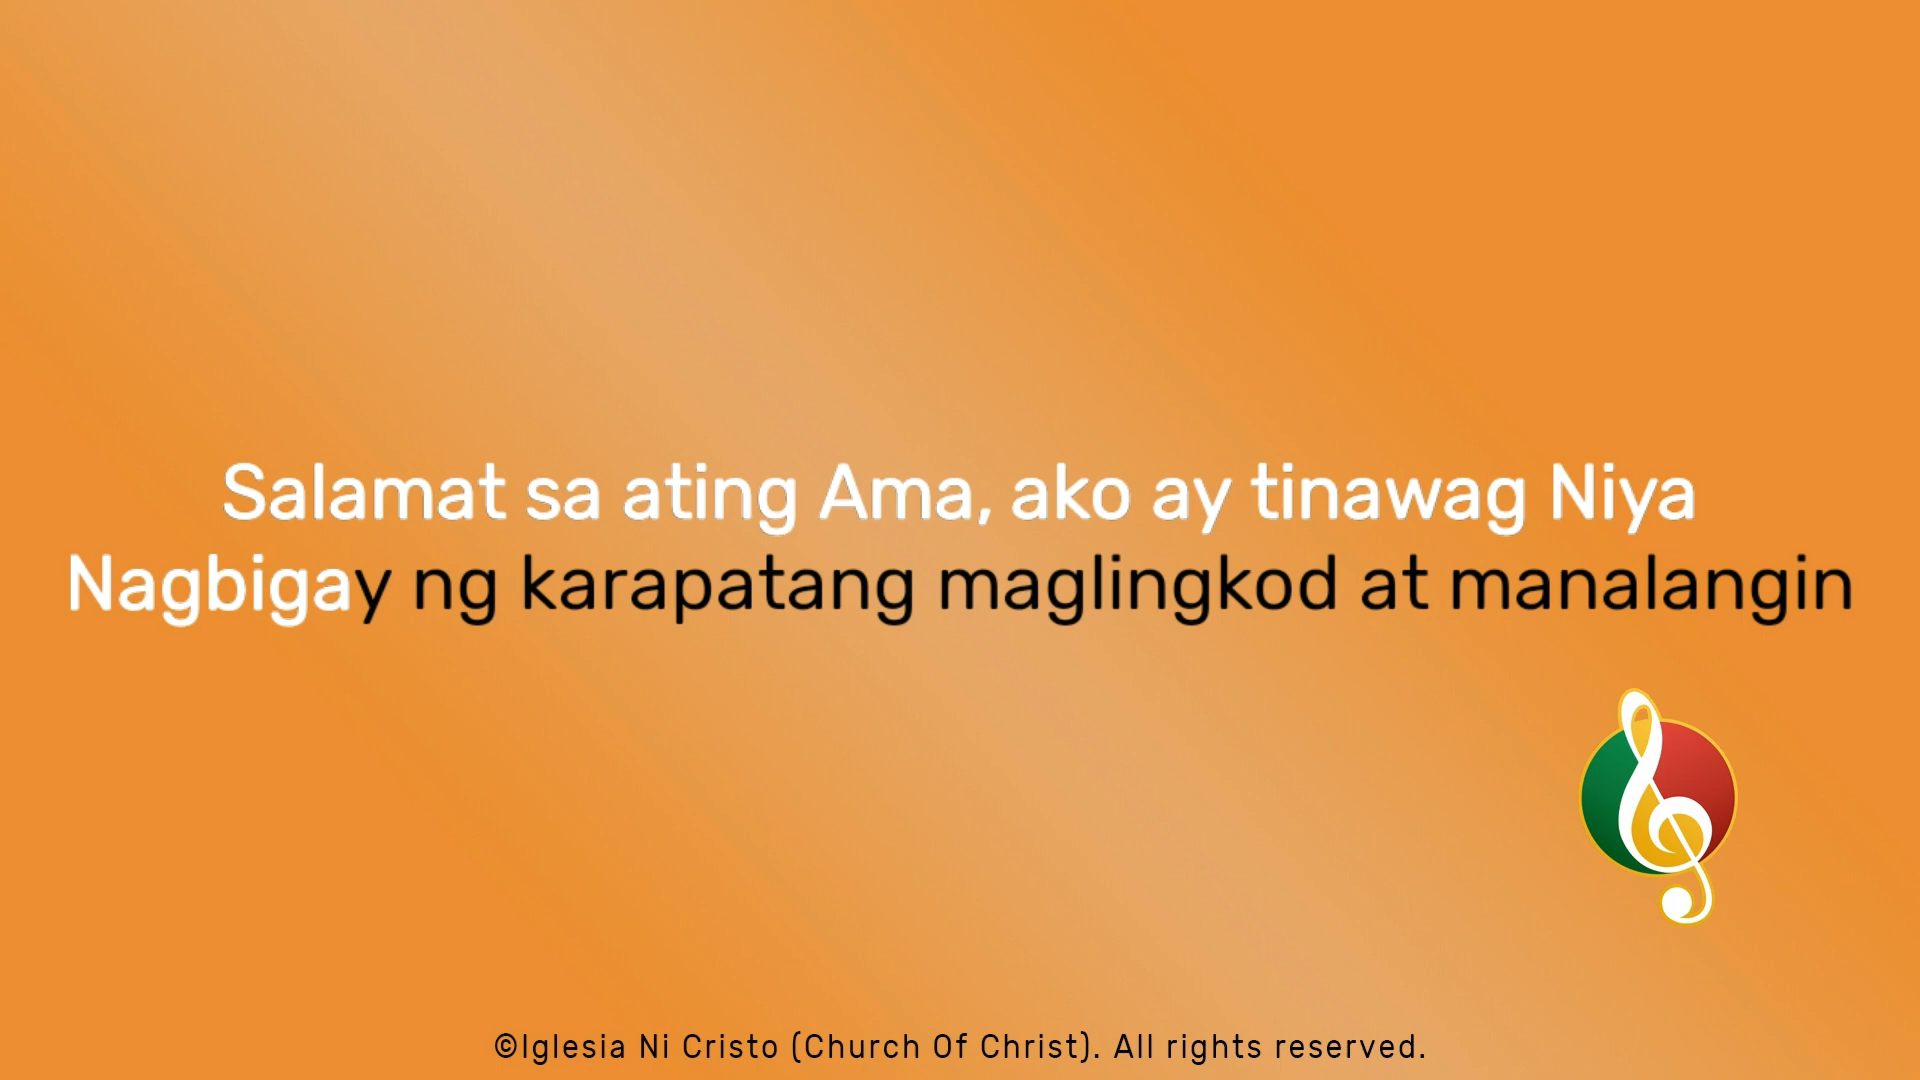 Salamat sa ating Ama, ako ay tinawag Niya
Nagbigay ng karapatang maglingkod at manalangin
©Iglesia Ni Cristo (Church Of Christ). All rights reserved.